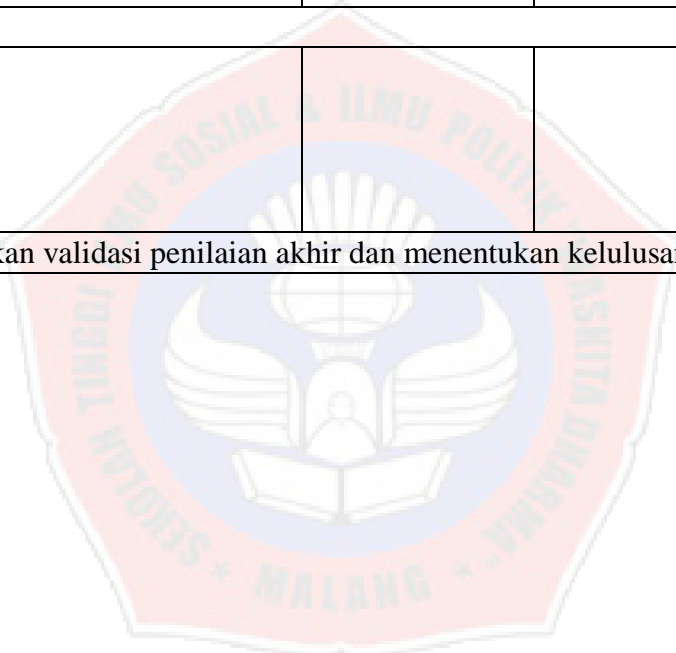 SEKOLAH TINGGI ILMU SOSIAL & ILMU POLITIK "WASKITA DHARMA"
kan validasi penilaian akhir dan menentukan kelulusan
* MALANG *